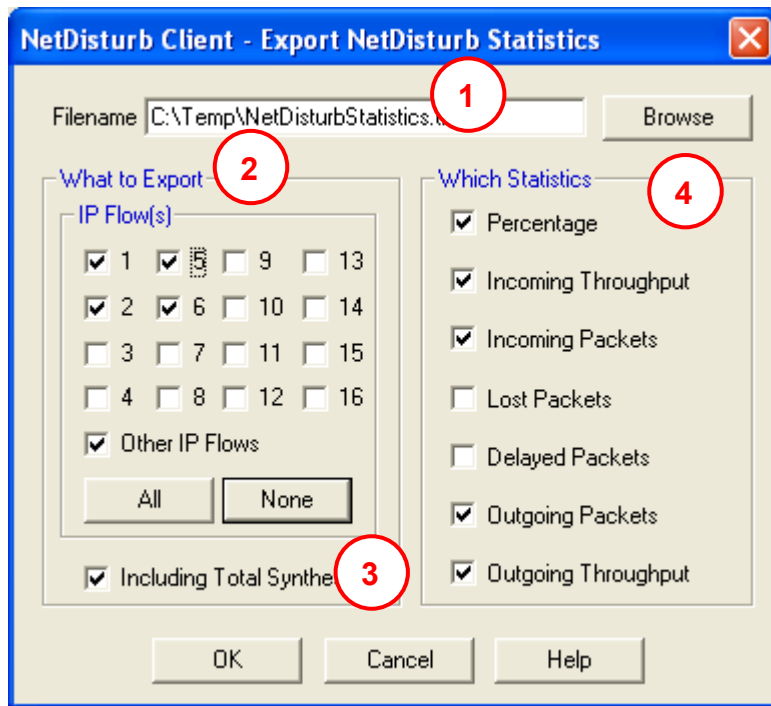 NetDisturb Client - Export NetDisturb Statistics
1
Filename C:\Temp\NetDisturbStatistics. Browse
2
4
What to Export
Which Statistics
IP Flow(s)
1 5 9 13
2 6 10 14
3 7 11 15
4 8 12 16
Other IP Flows
All None
Including Total
3
Percentage
Incoming Throughput
Incoming Packets
Lost Packets
Delayed Packets
Outgoing Packets
Outgoing Throughput
OK Cancel Help